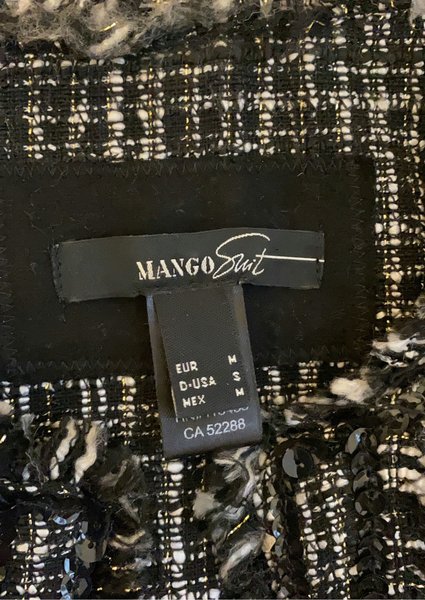 MANGO Suit
EUR M
D-USA S
MEX M
CA 52288